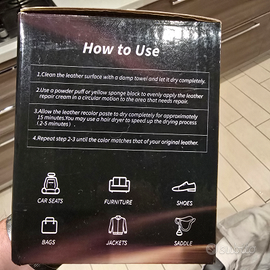 How to Use
1.Clean the leather surface with a damp towel and let it dry completely.
2.Use a powder puff or yellow sponge block to evenly apply the leather
repair cream in a circular motion to the area that needs repair.
3.Allow the leather recolor paste to dry completely for approximately
15 minutes.You may use a hair dryer to speed up the drying process
(2-5 minutes).
4.Repeat step 2-3 until the color matches that of your original leather.
CAR SEATS
FURNITURE
SHOES
BAGS
JACKETS
SADDLE